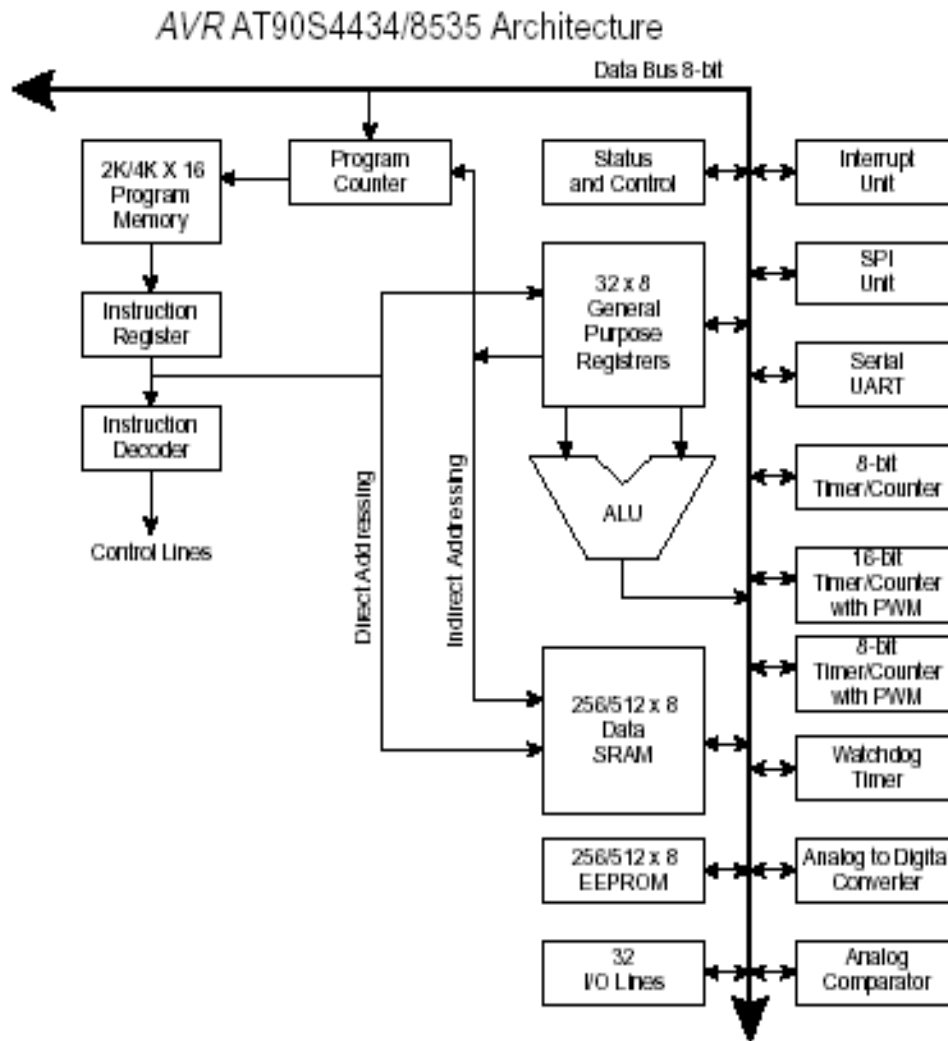 AVR AT90S4434/8535 Architecture
Data Bus 8-bit
2K/4K X 16
Program
Memory
Program
Counter
Status
and Control
Interrupt
Unit
SPI
Unit
32 x 8
General
Purpose
Registrers
Instruction
Register
Serial
UART
Instruction
Decoder
8-bit
Timer/Counter
ALU
Control Lines
Direct Addressing
Indirect Addressing
16-bit
Timer/Counter
with PWM
8-bit
Timer/Counter
with PWM
256/512 x 8
Data
SRAM
Watchdog
Timer
256/512 x 8
EEPROM
Analog to Digital
Converter
32
I/O Lines
Analog
Comparator